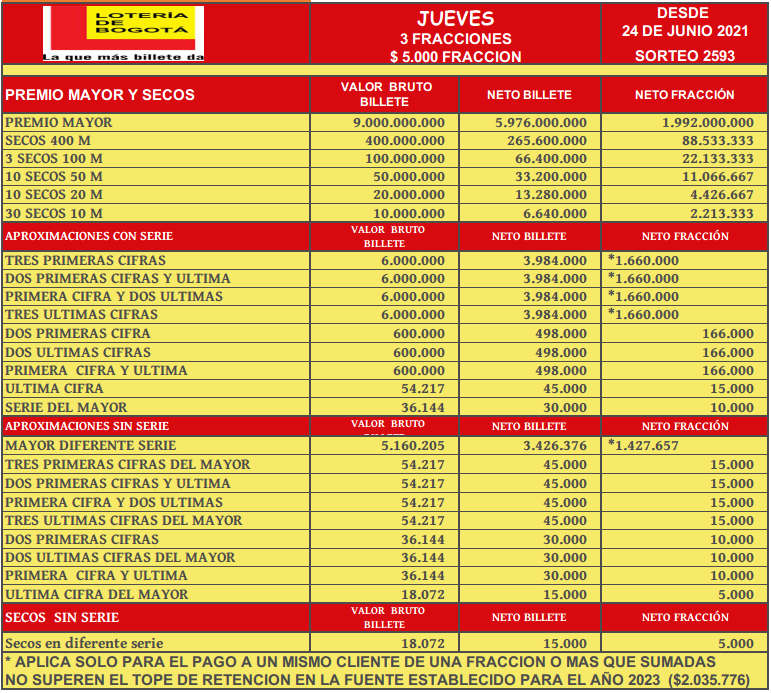 LOTERÍA
DE
BOGOTÁ
La que más billete da
JUEVES
3 FRACCIONES
$ 5.000 FRACCION
DESDE
24 DE JUNIO 2021
SORTEO 2593
PREMIO MAYOR Y SECOS VALOR BRUTO BILLETE NETO BILLETE NETO FRACCIÓN
PREMIO MAYOR 9.000.000.000 5.976.000.000 1.992.000.000
SECOS 400 M 400.000.000 265.600.000 88.533.333
3 SECOS 100 M 100.000.000 66.400.000 22.133.333
10 SECOS 50 M 50.000.000 33.200.000 11.066.667
10 SECOS 20 M 20.000.000 13.280.000 4.426.667
30 SECOS 10 M 10.000.000 6.640.000 2.213.333
APROXIMACIONES CON SERIE VALOR BRUTO BILLETE NETO BILLETE NETO FRACCIÓN
TRES PRIMERAS CIFRAS 6.000.000 3.984.000 *1.660.000
DOS PRIMERAS CIFRAS Y ULTIMA 6.000.000 3.984.000 *1.660.000
PRIMERA CIFRA Y DOS ULTIMAS 6.000.000 3.984.000 *1.660.000
TRES ULTIMAS CIFRAS 6.000.000 3.984.000 *1.660.000
DOS PRIMERAS CIFRA 600.000 498.000 166.000
DOS ULTIMAS CIFRAS 600.000 498.000 166.000
PRIMERA CIFRA Y ULTIMA 600.000 498.000 166.000
ULTIMA CIFRA 54.217 45.000 15.000
SERIE DEL MAYOR 36.144 30.000 10.000
APROXIMACIONES SIN SERIE VALOR BRUTO NETO BILLETE NETO FRACCIÓN
MAYOR DIFERENTE SERIE 5.160.205 3.426.376 *1.427.657
TRES PRIMERAS CIFRAS DEL MAYOR 54.217 45.000 15.000
DOS PRIMERAS CIFRAS Y ULTIMA 54.217 45.000 15.000
PRIMERA CIFRA Y DOS ULTIMAS 54.217 45.000 15.000
TRES ULTIMAS CIFRAS DEL MAYOR 54.217 45.000 15.000
DOS PRIMERAS CIFRAS 36.144 30.000 10.000
DOS ULTIMAS CIFRAS DEL MAYOR 36.144 30.000 10.000
PRIMERA CIFRA Y ULTIMA 36.144 30.000 10.000
ULTIMA CIFRA DEL MAYOR 18.072 15.000 5.000
SECOS SIN SERIE VALOR BRUTO BILLETE NETO BILLETE NETO FRACCIÓN
Secos en diferente serie 18.072 15.000 5.000
* APLICA SOLO PARA EL PAGO A UN MISMO CLIENTE DE UNA FRACCION O MAS QUE SUMADAS
NO SUPEREN EL TOPE DE RETENCION EN LA FUENTE ESTABLECIDO PARA EL AÑO 2023 ($2.035.776)